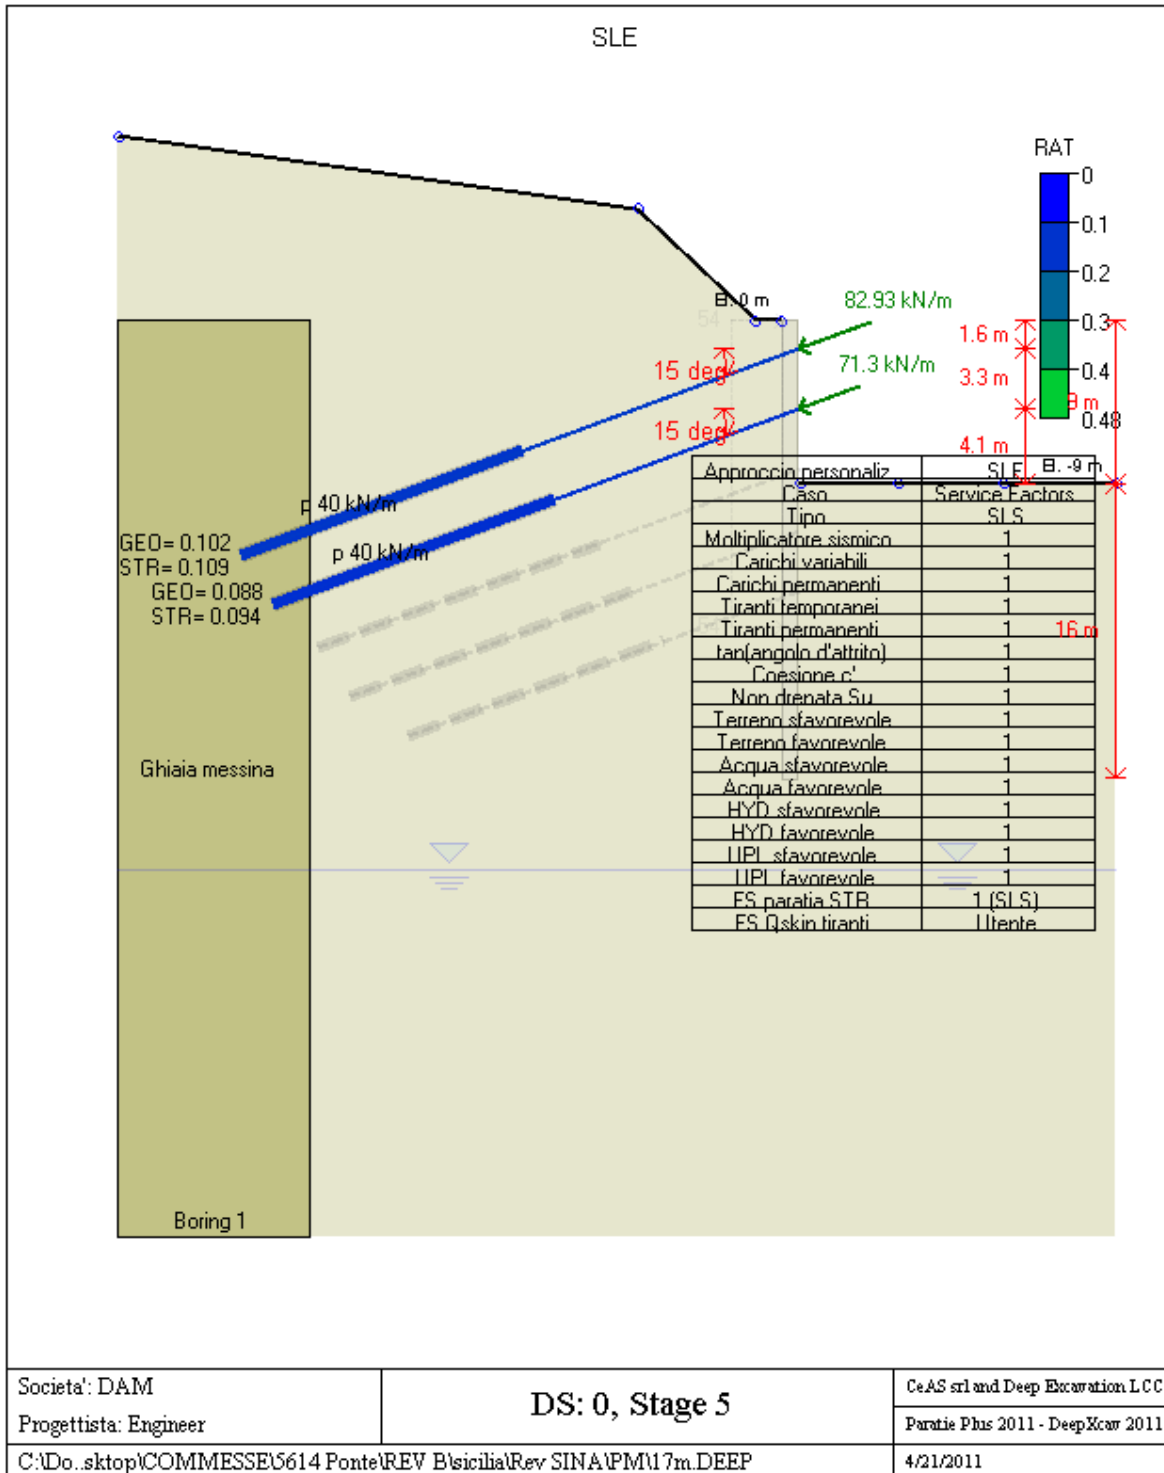 SLE
RAT
0
0.1
0.2
0.3
0.4
0.48
El. 0 m
54
82.93 kN/m
71.3 kN/m
15 deg
15 deg
1.6 m
3.3 m
4.1 m
9 m
El. -9 m
16 m
p 40 kN/m
p 40 kN/m
GEO= 0.102
STR= 0.109
GEO= 0.088
STR= 0.094
Approccio personaliz SLE
Caso Service Factors
Tipo SLS
Moltiplicatore sismico 1
Carichi variabili 1
Carichi permanenti 1
Tiranti temporanei 1
Tiranti permanenti 1
tan(angolo d'attrito) 1
Coesione c' 1
Non drenata Su 1
Terreno sfavorevole 1
Terreno favorevole 1
Acqua sfavorevole 1
Acqua favorevole 1
HYD sfavorevole 1
HYD favorevole 1
UPL sfavorevole 1
UPL favorevole 1
FS paratia STR 1 (SLS)
FS Qskin tiranti Utente
Ghiaia messina
Boring 1
Societa': DAM
Progettista: Engineer
DS: 0, Stage 5
CeAS srl and Deep Excavation LCC
Paratie Plus 2011 - DeepXcav 2011
C:\Do..sktop\COMMESSE\5614 Ponte\REV B\sicilia\Rev SINA\PM\17m.DEEP
4/21/2011